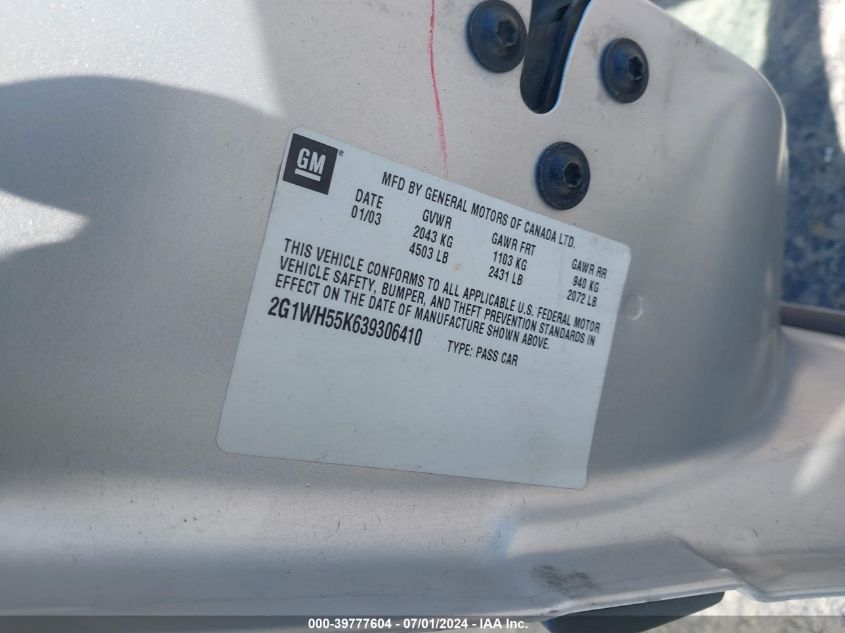 GM
MFD BY GENERAL MOTORS OF CANADA LTD.
DATE GVWR GAWR FRT GAWR RR
01/03 2043 KG 1103 KG 940 KG
4503 LB 2431 LB 2072 LB
THIS VEHICLE CONFORMS TO ALL APPLICABLE U.S. FEDERAL MOTOR
VEHICLE SAFETY, BUMPER, AND THEFT PREVENTION STANDARDS IN
EFFECT ON THE DATE OF MANUFACTURE SHOWN ABOVE.
2G1WH55K639306410 TYPE: PASS CAR
000-39777604 - 07/01/2024 - IAA Inc.